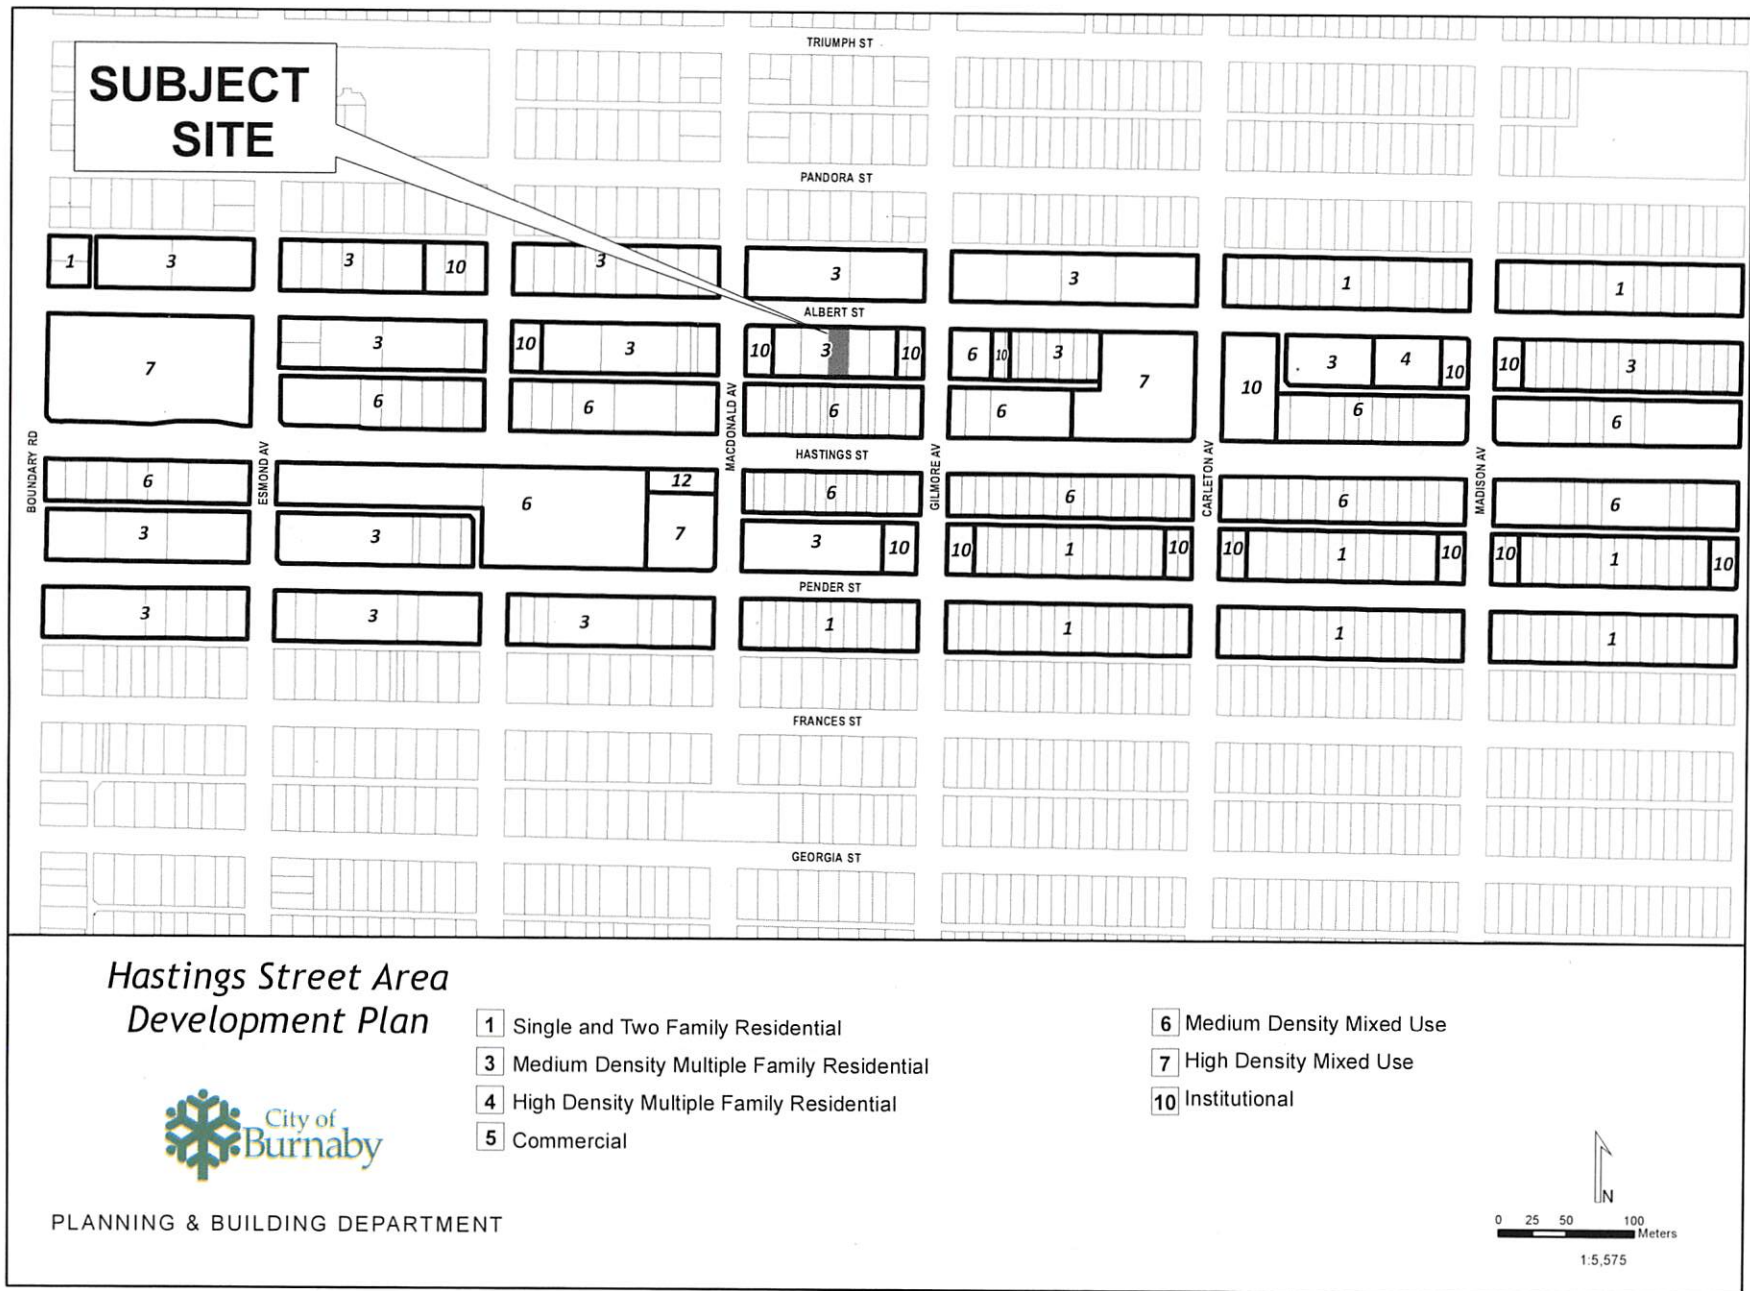 TRIUMPH ST
SUBJECT
SITE
PANDORA ST
1 3 3 10 3 3 3 1 1
ALBERT ST
7 3 10 3 10 3 10 6 10 3 7 10 3 4 10 10 3
6 6 6 6 6 6
BOUNDARY RD
ESMOND AV
MACDONALD AV
GILMORE AV
CARLETON AV
MADISON AV
HASTINGS ST
6 6 12 6 6 6 6
3 3 7 3 10 10 1 10 10 1 10 10 1 10
PENDER ST
3 3 3 1 1 1 1
FRANCES ST
GEORGIA ST
Hastings Street Area
Development Plan
City of
Burnaby
PLANNING & BUILDING DEPARTMENT
1 Single and Two Family Residential
3 Medium Density Multiple Family Residential
4 High Density Multiple Family Residential
5 Commercial
6 Medium Density Mixed Use
7 High Density Mixed Use
10 Institutional
N
0 25 50 100
Meters
1:5,575